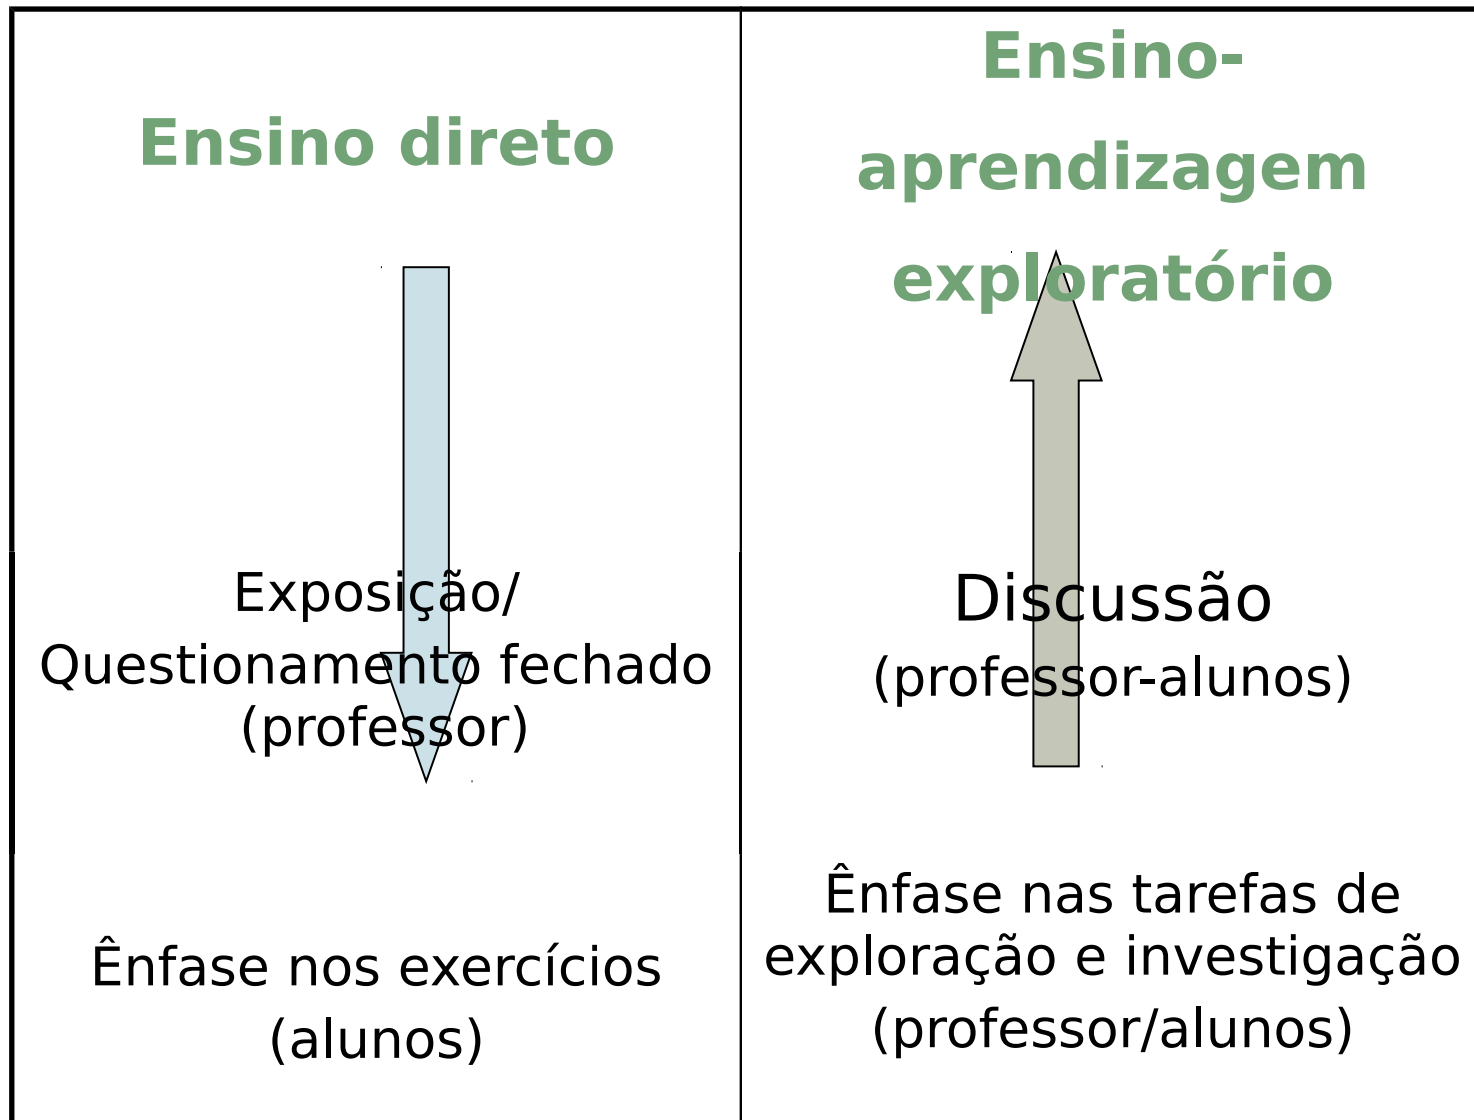 Ensino direto
Exposição/
Questionamento fechado
(professor)
Ênfase nos exercícios
(alunos)
Ensino-
aprendizagem
exploratório
Discussão
(professor-alunos)
Ênfase nas tarefas de
exploração e investigação
(professor/alunos)